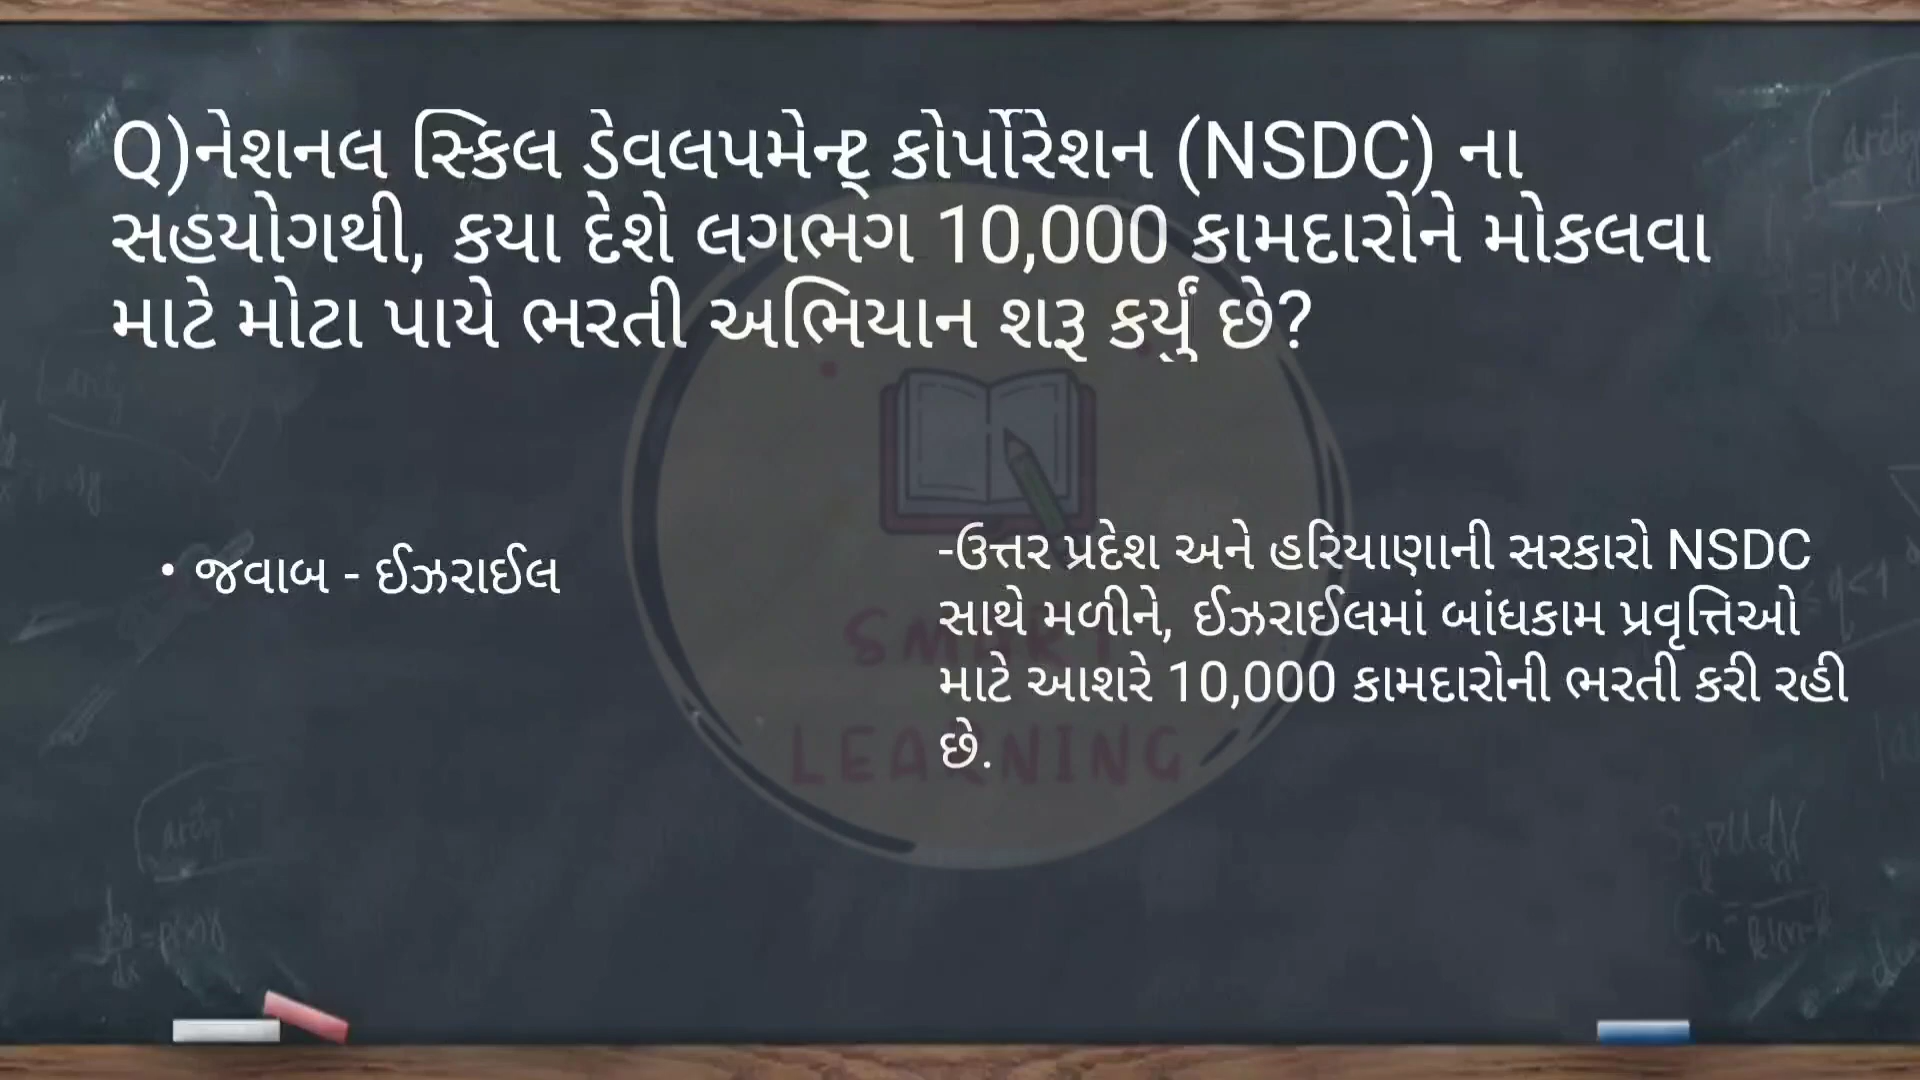 Q)નેશનલ સ્કિલ ડેવલપમેન્ટ્ કોર્પોરેશન (NSDC) ના
સહયોગથી, કયા દેશે લગભગ 10,000 કામદારોને મોકલવા
માટે મોટા પાયે ભરતી અભિયાન શરૂ કર્યું છે?
• જવાબ - ઈઝરાઈલ
-ઉત્તર પ્રદેશ અને હરિયાણાની સરકારો NSDC
સાથે મળીને, ઈઝરાઈલમાં બાંધકામ પ્રવૃત્તિઓ
માટે આશરે 10,000 કામદારોની ભરતી કરી રહી
છે.
SMART
LEARNING